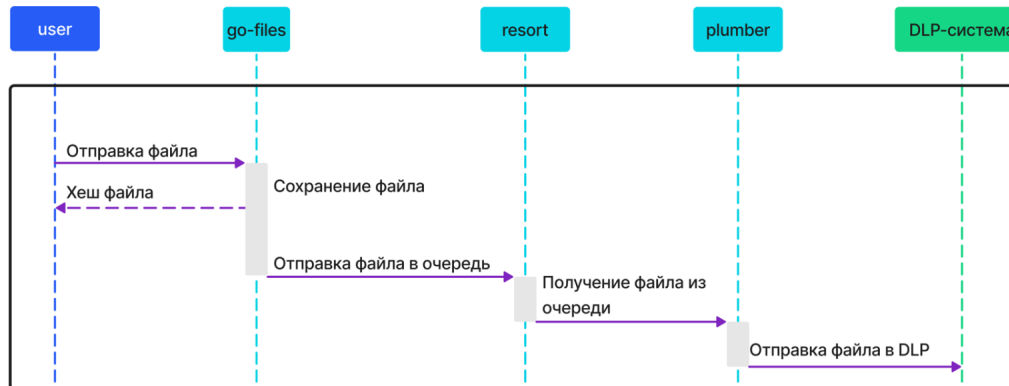 user
go-files
resort
plumber
DLP-система
Отправка файла
Хеш файла
Сохранение файла
Отправка файла в очередь
Получение файла из
очереди
Отправка файла в DLP